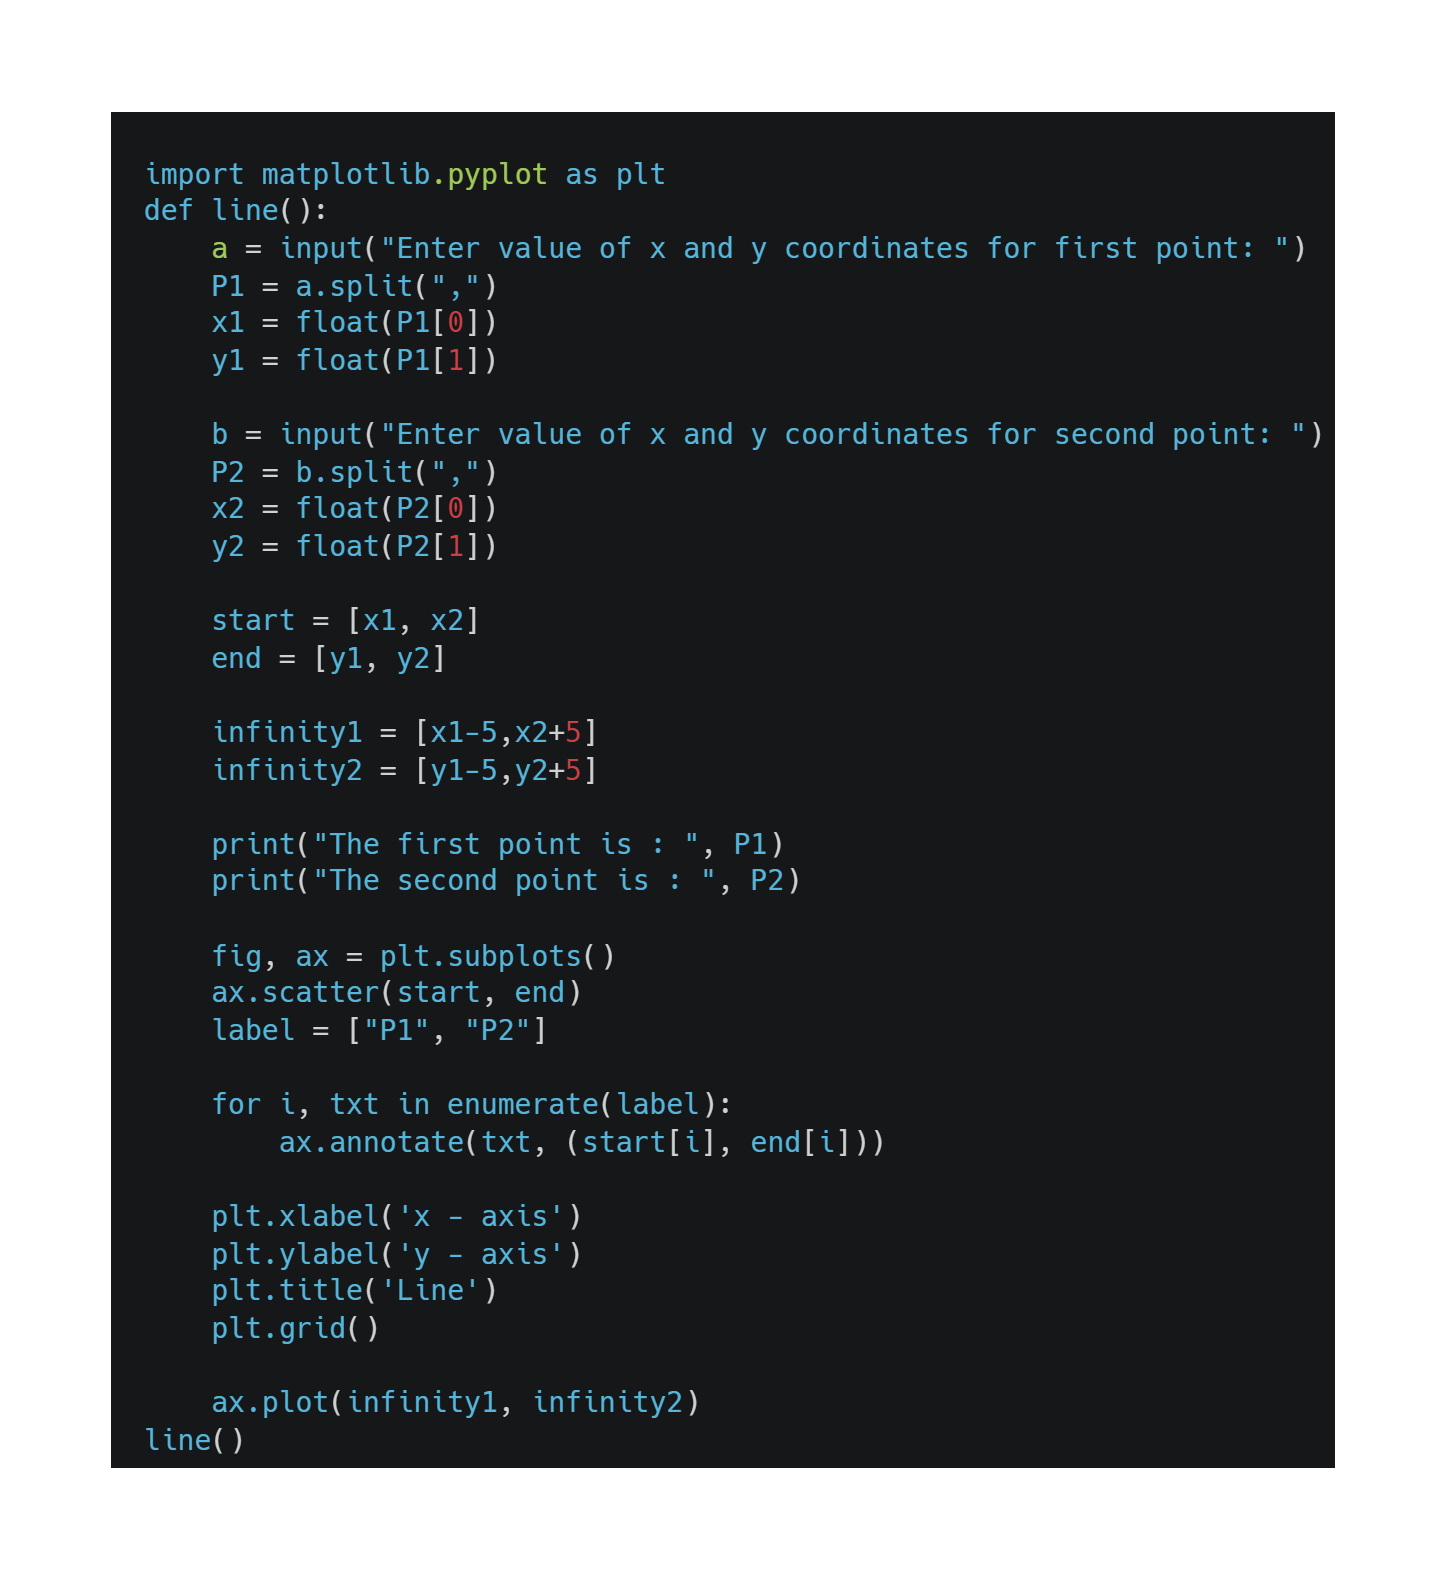 import matplotlib.pyplot as plt
def line():
    a = input("Enter value of x and y coordinates for first point: ")
    P1 = a.split(",")
    x1 = float(P1[0])
    y1 = float(P1[1])

    b = input("Enter value of x and y coordinates for second point: ")
    P2 = b.split(",")
    x2 = float(P2[0])
    y2 = float(P2[1])

    start = [x1, x2]
    end = [y1, y2]

    infinity1 = [x1-5,x2+5]
    infinity2 = [y1-5,y2+5]

    print("The first point is : ", P1)
    print("The second point is : ", P2)

    fig, ax = plt.subplots()
    ax.scatter(start, end)
    label = ["P1", "P2"]

    for i, txt in enumerate(label):
        ax.annotate(txt, (start[i], end[i]))

    plt.xlabel('x - axis')
    plt.ylabel('y - axis')
    plt.title('Line')
    plt.grid()

    ax.plot(infinity1, infinity2)
line()